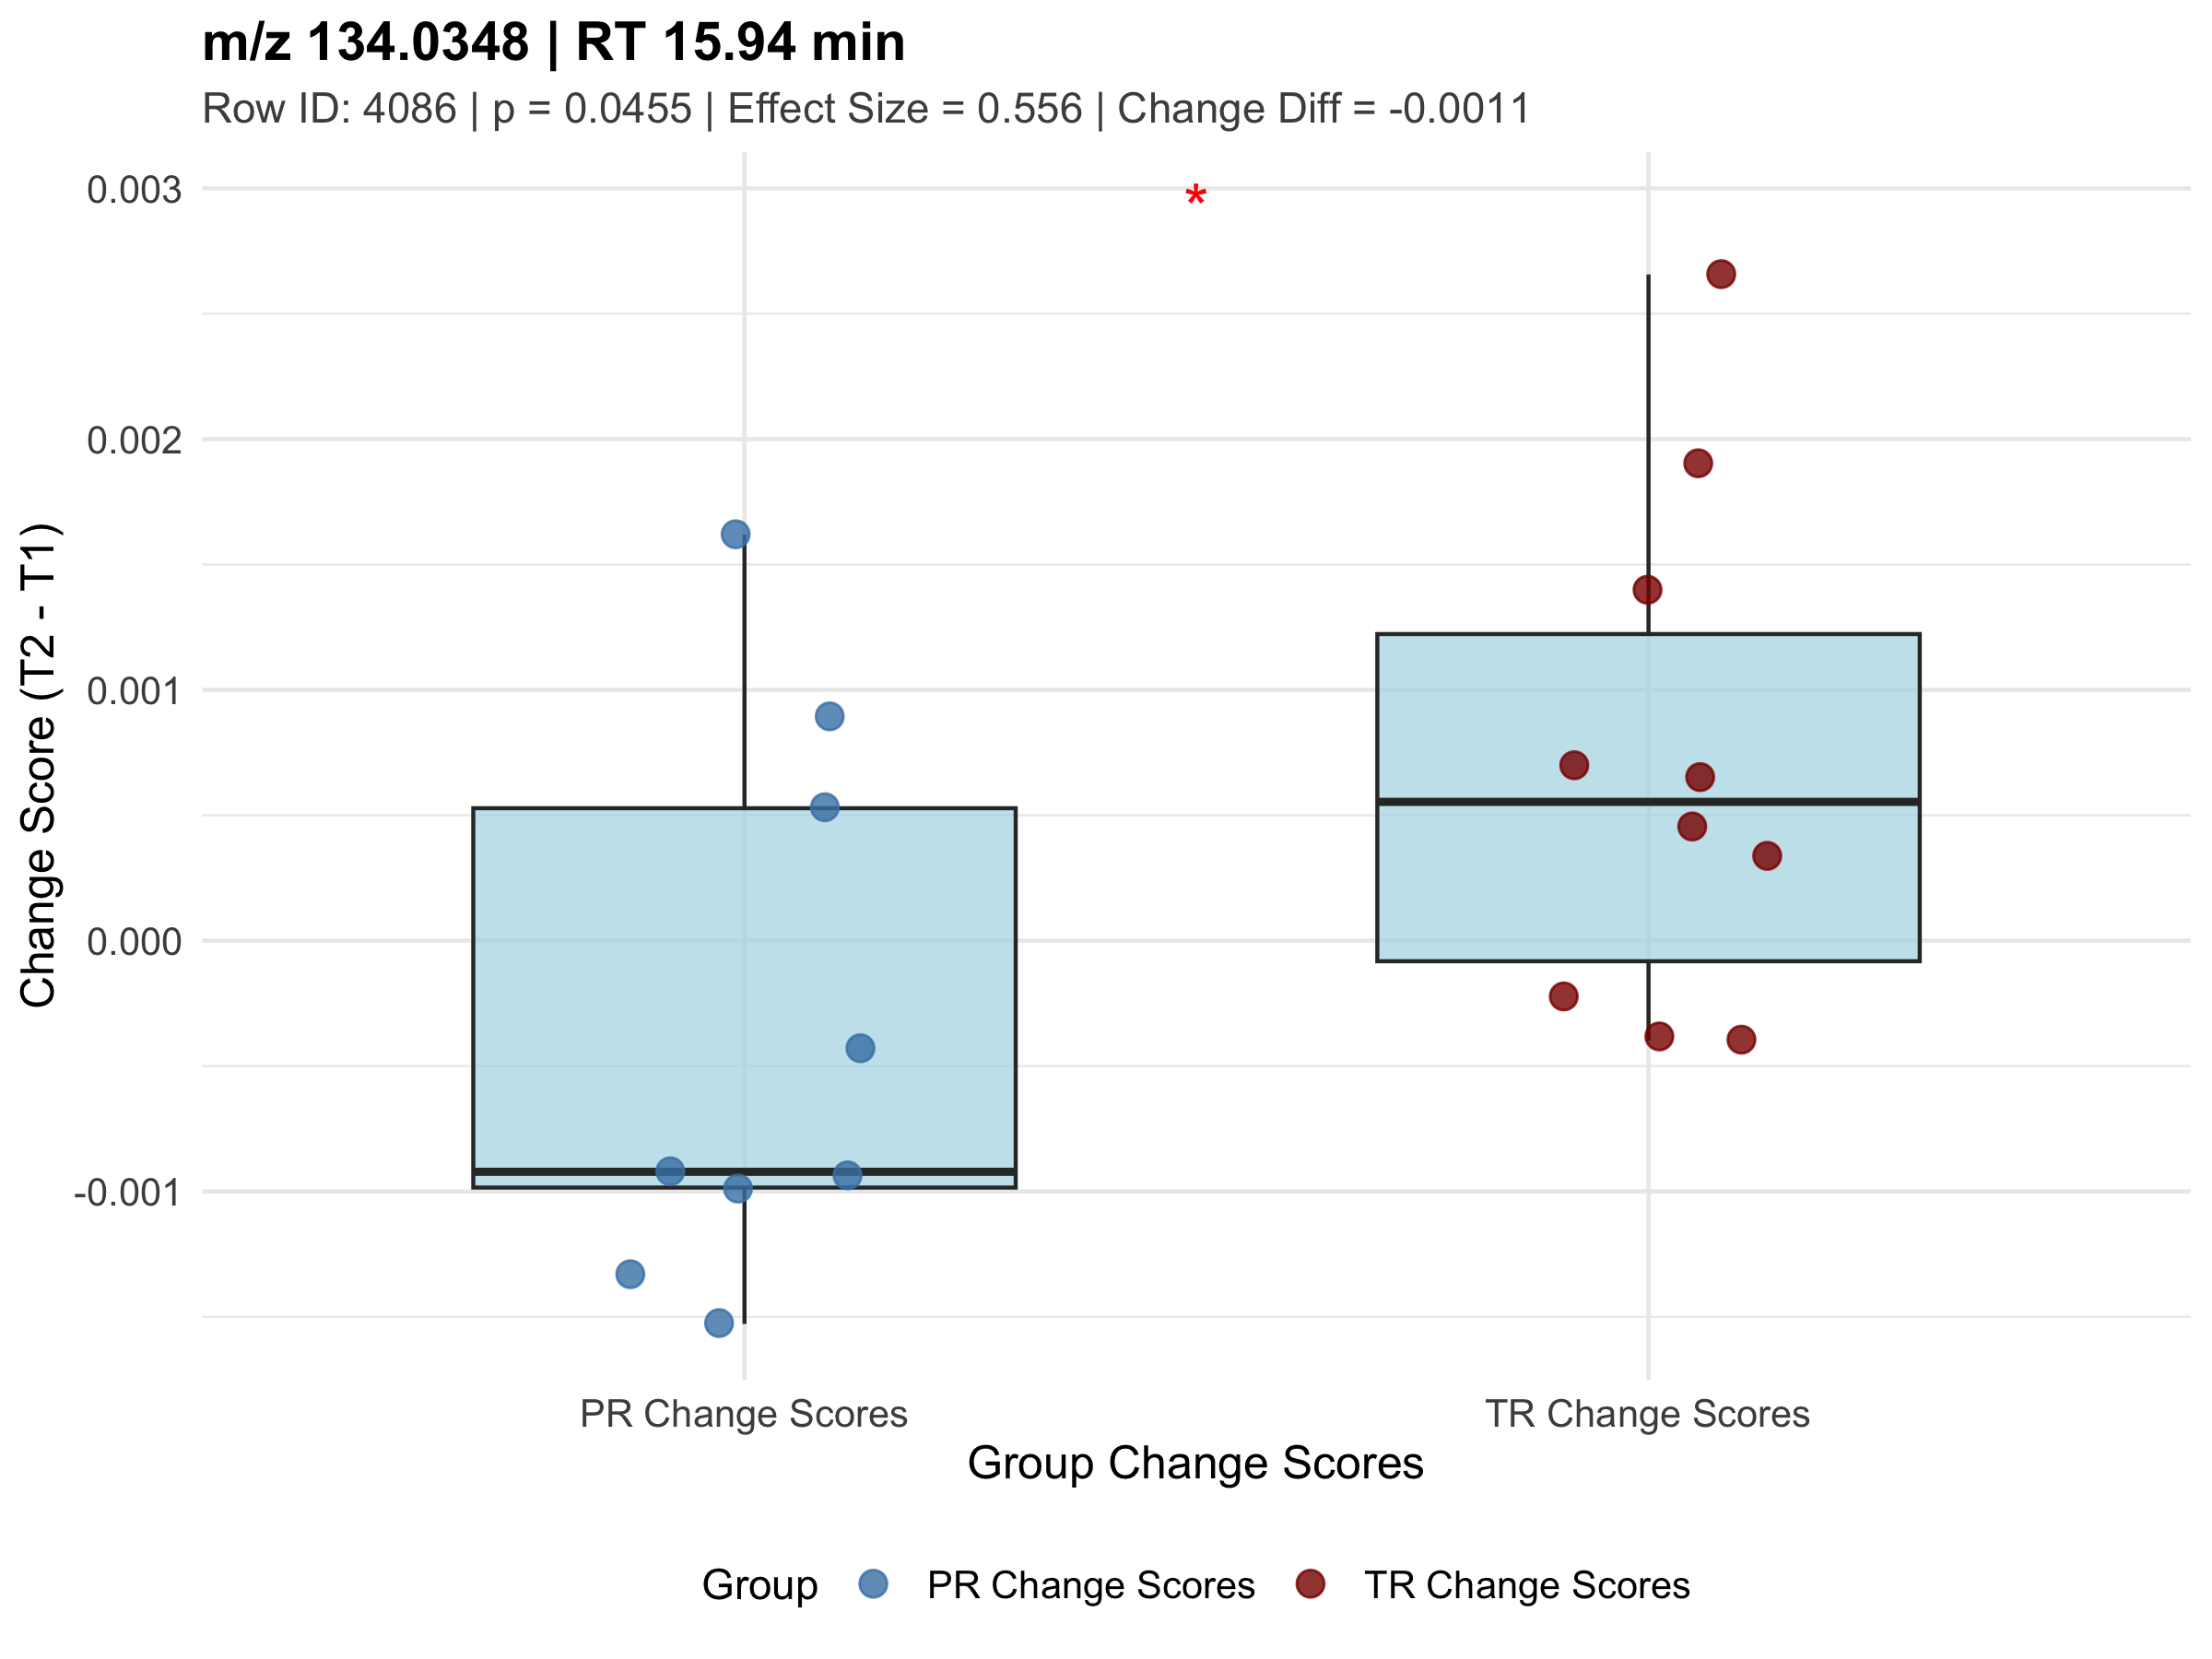 m/z 134.0348 | RT 15.94 min
Row ID: 4086 | p = 0.0455 | Effect Size = 0.556 | Change Diff = -0.0011
*
0.003
0.002
0.001
0.000
-0.001
Change Score (T2 - T1)
PR Change Scores
TR Change Scores
Group Change Scores
Group PR Change Scores TR Change Scores